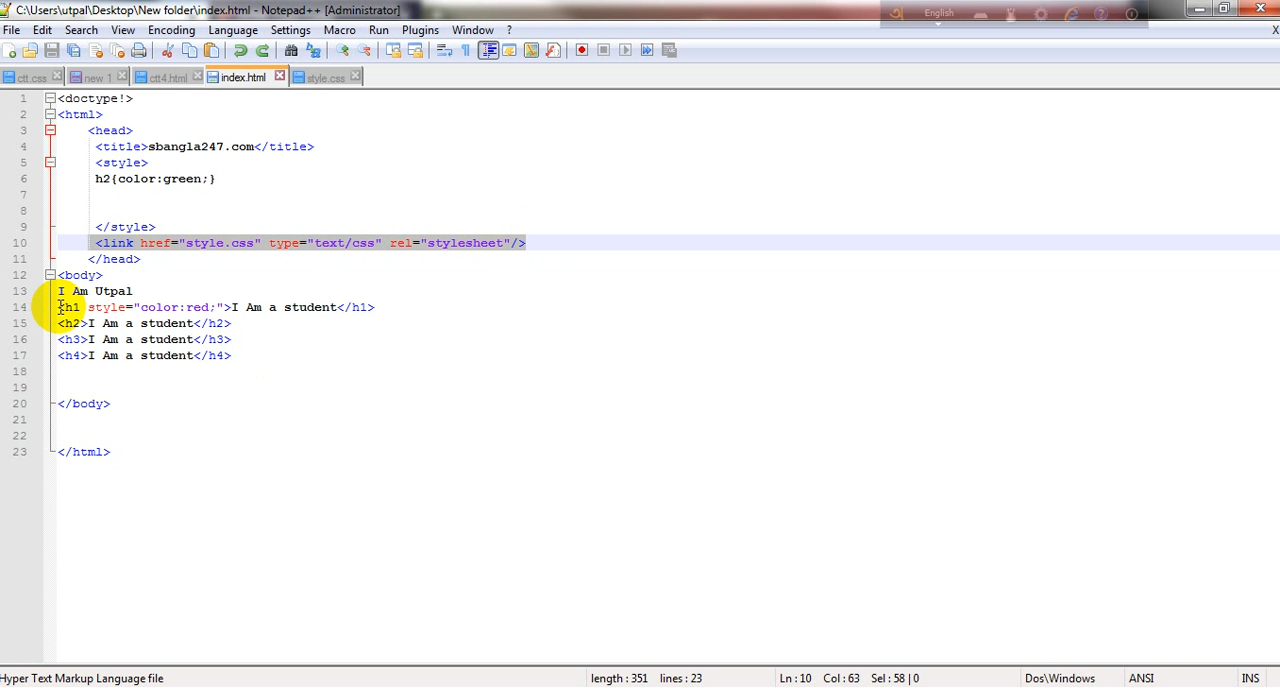 C:\Users\utpal\Desktop\New folder\index.html - Notepad++ [Administrator]
English
File Edit Search View Encoding Language Settings Macro Run Plugins Window ?
X
ctt.css new 1 ctt4.html index.html style.css
1 <doctype!>
2 <html>
3 <head>
4 <title>sbangla247.com</title>
5 <style>
6 h2{color:green;}
7
8
9 </style>
10 <link href="style.css" type="text/css" rel="stylesheet"/>
11 </head>
12 <body>
13 I Am Utpal
14 <h1 style="color:red;">I Am a student</h1>
15 <h2>I Am a student</h2>
16 <h3>I Am a student</h3>
17 <h4>I Am a student</h4>
18
19
20 </body>
21
22
23 </html>
Hyper Text Markup Language file length : 351 lines : 23 Ln : 10 Col : 63 Sel : 58 | 0 Dos\Windows ANSI INS